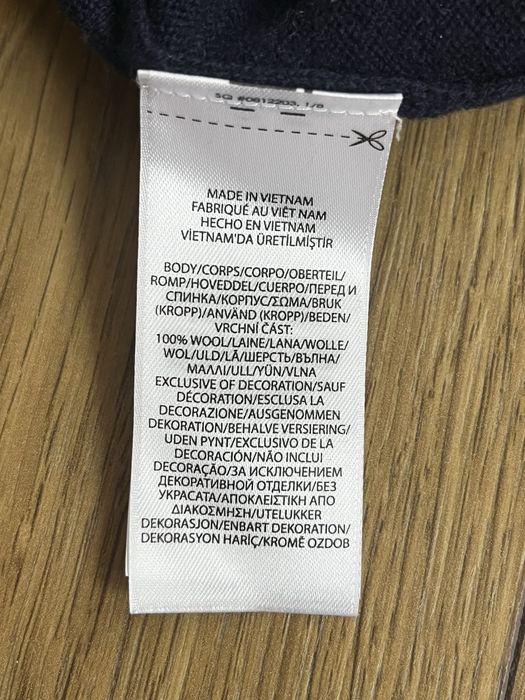 SG #0612203, 1/8
MADE IN VIETNAM
FABRIQUÉ AU VIÊT NAM
HECHO EN VIETNAM
VİETNAM'DA ÜRETİLMİŞTİR
BODY/CORPS/CORPO/OBERTEIL/
ROMP/HOVEDDEL/CUERPO/ПЕРЕД И
СПИНКА/КОРПУС/ΣΩΜΑ/BRUK
(KROPP)/ANVÄND (KROPP)/BEDEN/
VRCHNÍ ČÁST:
100% WOOL/LAINE/LANA/WOLLE/
WOL/ULD/LÃ/ШЕРСТЬ/ВЪЛНА/
ΜΑΛΛΙ/ULL/YÜN/VLNA
EXCLUSIVE OF DECORATION/SAUF
DÉCORATION/ESCLUSA LA
DECORAZIONE/AUSGENOMMEN
DEKORATION/BEHALVE VERSIERING/
UDEN PYNT/EXCLUSIVO DE LA
DECORACIÓN/NÃO INCLUI
DECORAÇÃO/ЗА ИСКЛЮЧЕНИЕМ
ДЕКОРАТИВНОЙ ОТДЕЛКИ/БЕЗ
УКРАСАТА/ΑΠΟΚΛΕΙΣΤΙΚΗ ΑΠΟ
ΔΙΑΚΟΣΜΗΣΗ/UTELUKKER
DEKORASJON/ENBART DEKORATION/
DEKORASYON HARİÇ/KROMĚ OZDOB